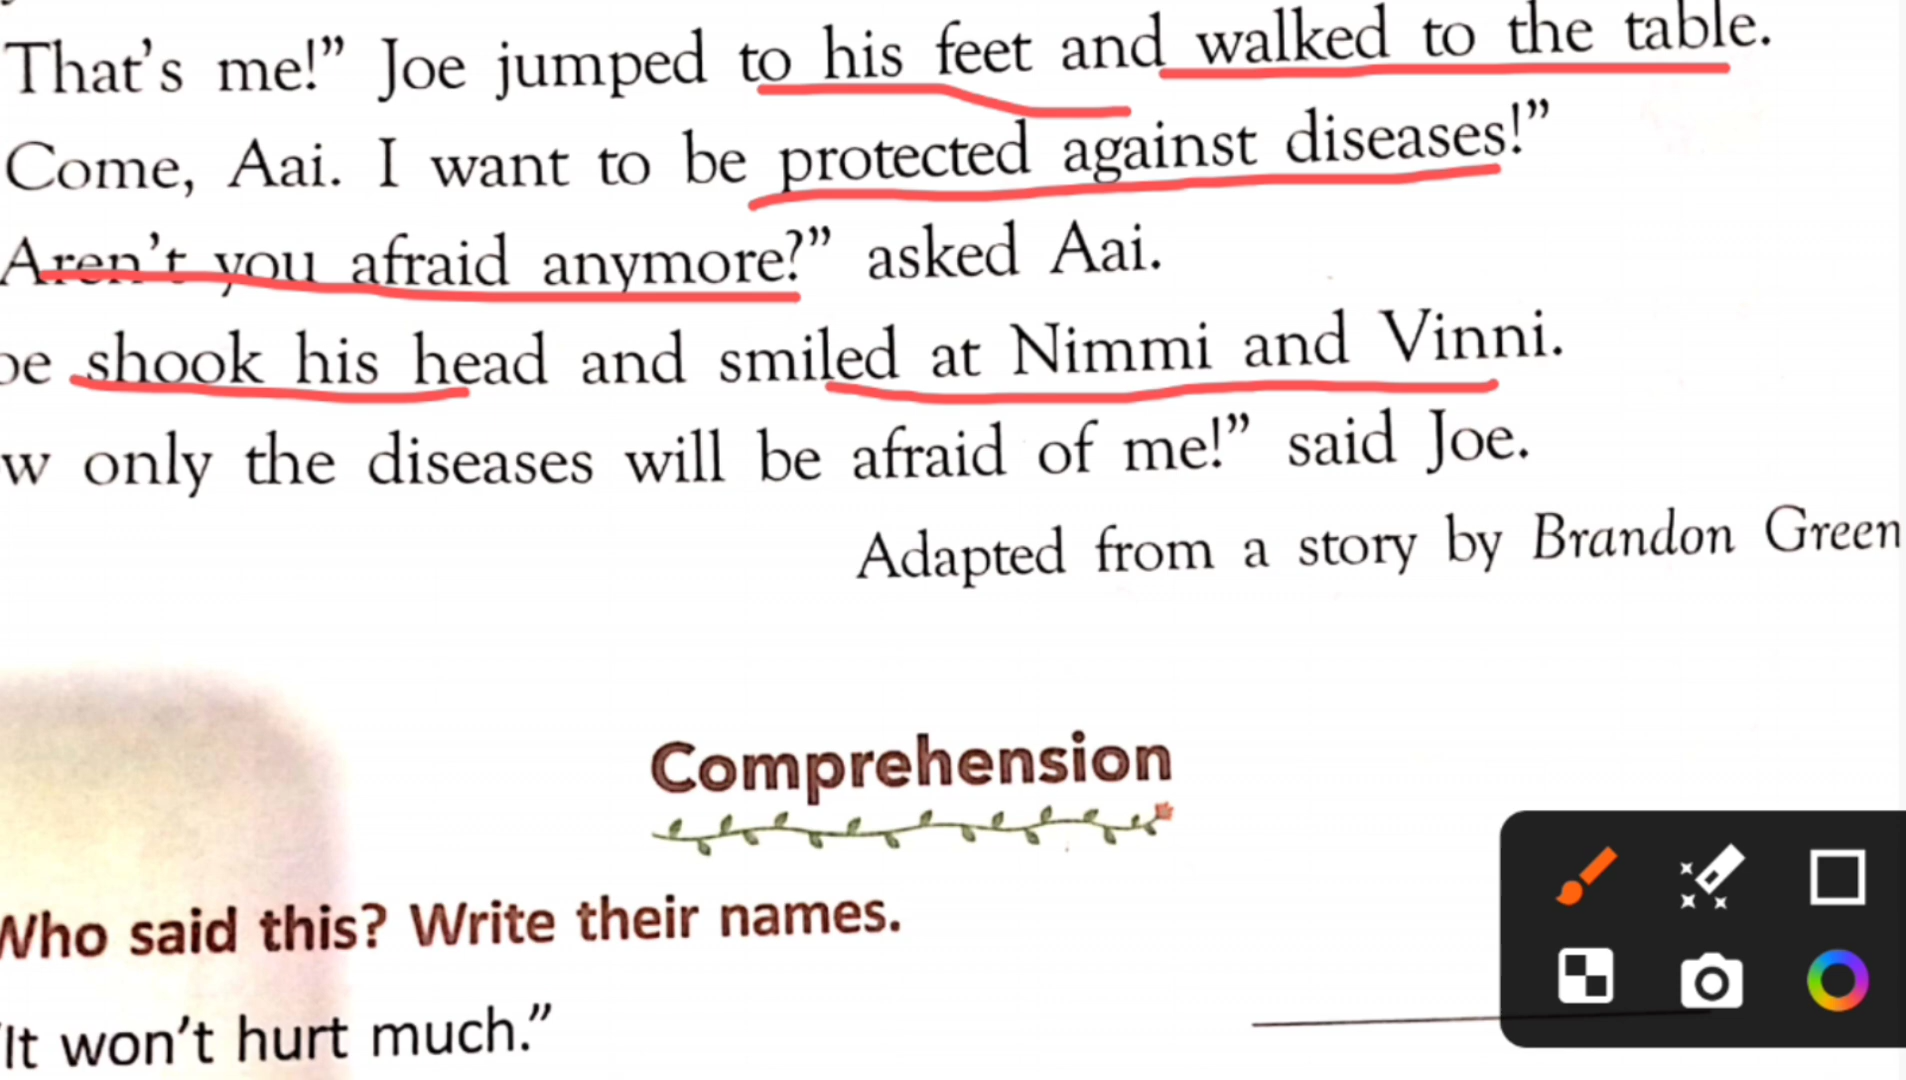 That's me!” Joe jumped to his feet and walked to the table.
Come, Aai. I want to be protected against diseases!”
Aren't you afraid anymore?” asked Aai.
oe shook his head and smiled at Nimmi and Vinni.
w only the diseases will be afraid of me!” said Joe.
Adapted from a story by Brandon Green
Comprehension
Who said this? Write their names.
“It won't hurt much.”